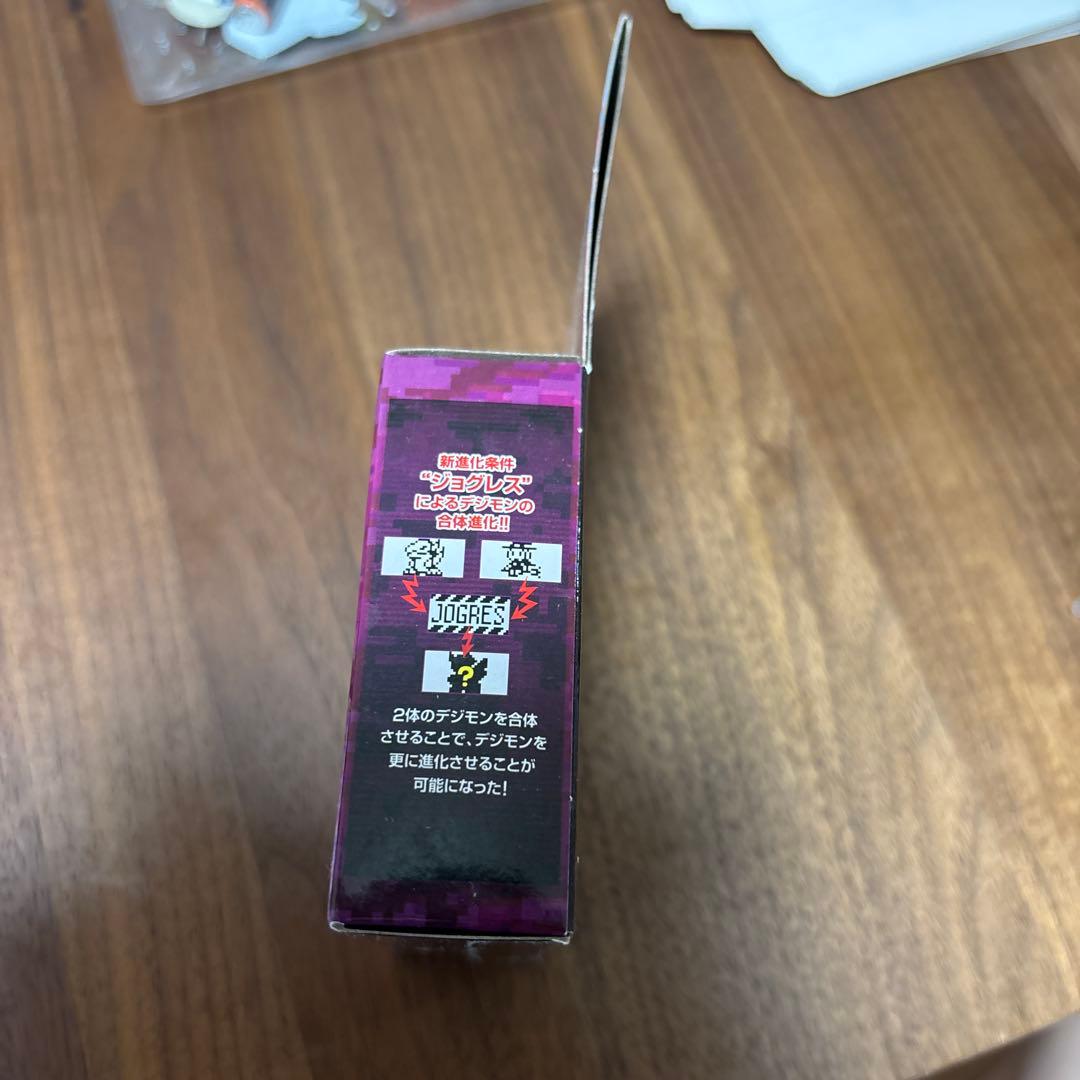 新進化条件
“ジョグレス”
によるデジモンの
合体進化!!
JOGRES
?
2体のデジモンを合体
させることで、デジモンを
更に進化させることが
可能になった!